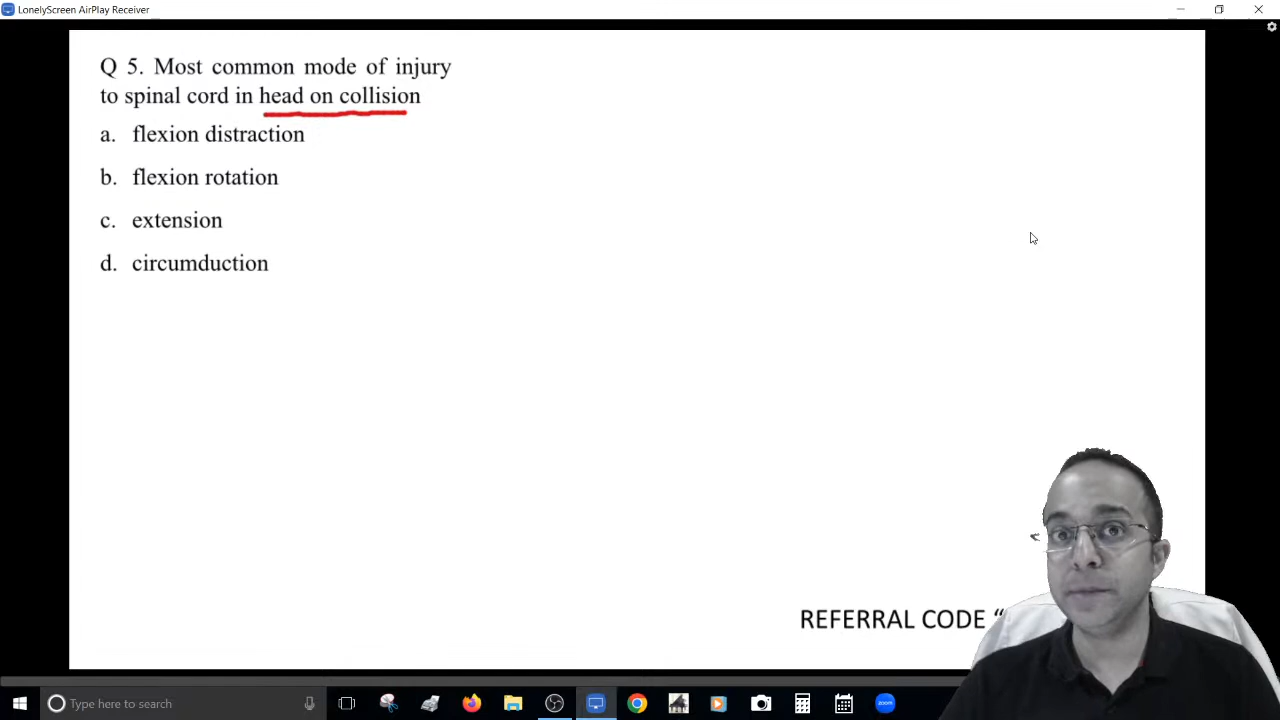 LonelyScreen AirPlay Receiver
Q 5. Most common mode of injury
to spinal cord in head on collision
a. flexion distraction
b. flexion rotation
c. extension
d. circumduction
REFERRAL CODE “
Type here to search
zoom